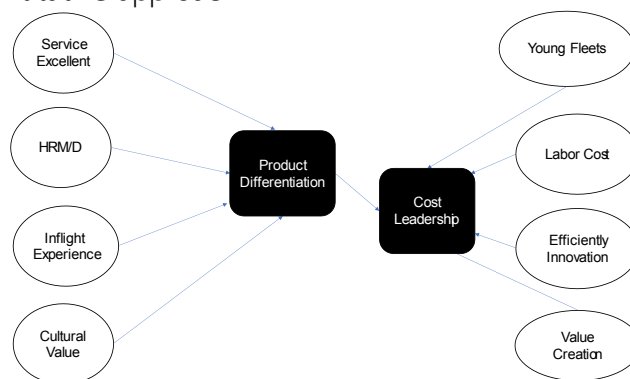 Service
Excellent
HRM/D
Inflight
Experience
Cultural
Value
Product
Differentiation
Cost
Leadership
Young Fleets
Labor Cost
Efficiently
Innovation
Value
Creation